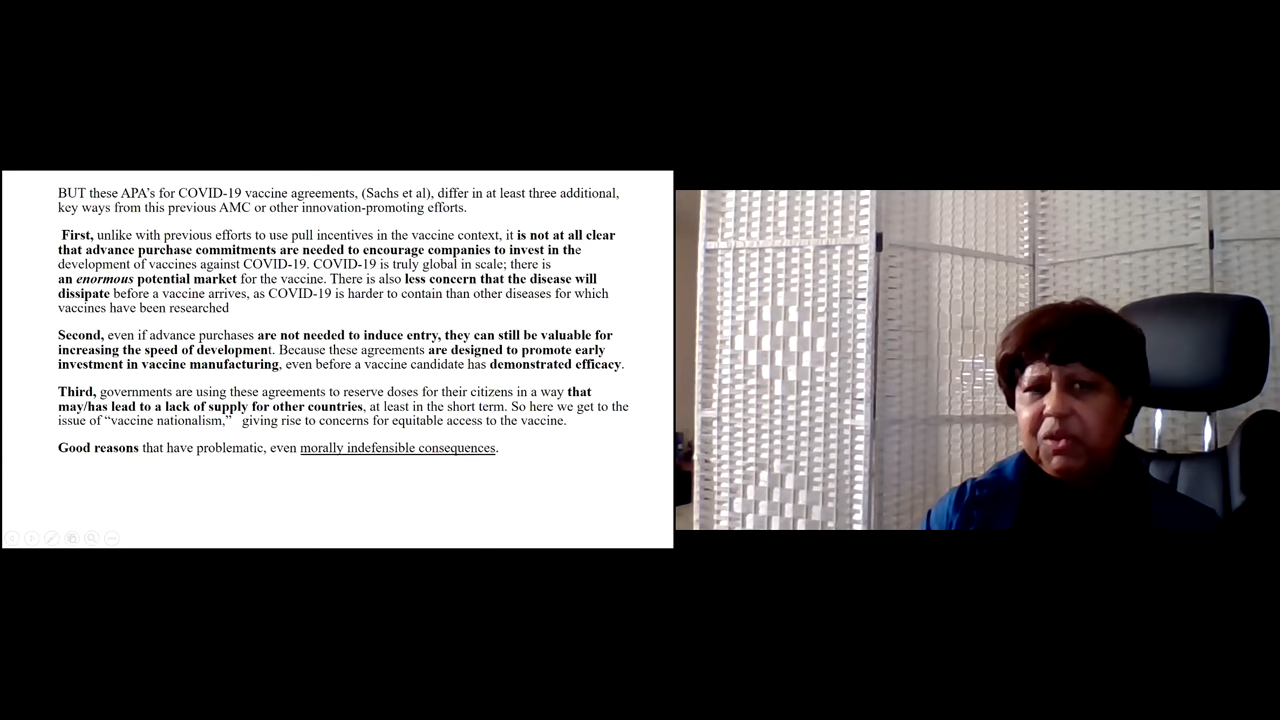 BUT these APA’s for COVID-19 vaccine agreements, (Sachs et al), differ in at least three additional,
key ways from this previous AMC or other innovation-promoting efforts.
First, unlike with previous efforts to use pull incentives in the vaccine context, it is not at all clear
that advance purchase commitments are needed to encourage companies to invest in the
development of vaccines against COVID-19. COVID-19 is truly global in scale; there is
an enormous potential market for the vaccine. There is also less concern that the disease will
dissipate before a vaccine arrives, as COVID-19 is harder to contain than other diseases for which
vaccines have been researched
Second, even if advance purchases are not needed to induce entry, they can still be valuable for
increasing the speed of development. Because these agreements are designed to promote early
investment in vaccine manufacturing, even before a vaccine candidate has demonstrated efficacy.
Third, governments are using these agreements to reserve doses for their citizens in a way that
may/has lead to a lack of supply for other countries, at least in the short term. So here we get to the
issue of “vaccine nationalism,” giving rise to concerns for equitable access to the vaccine.
Good reasons that have problematic, even morally indefensible consequences.